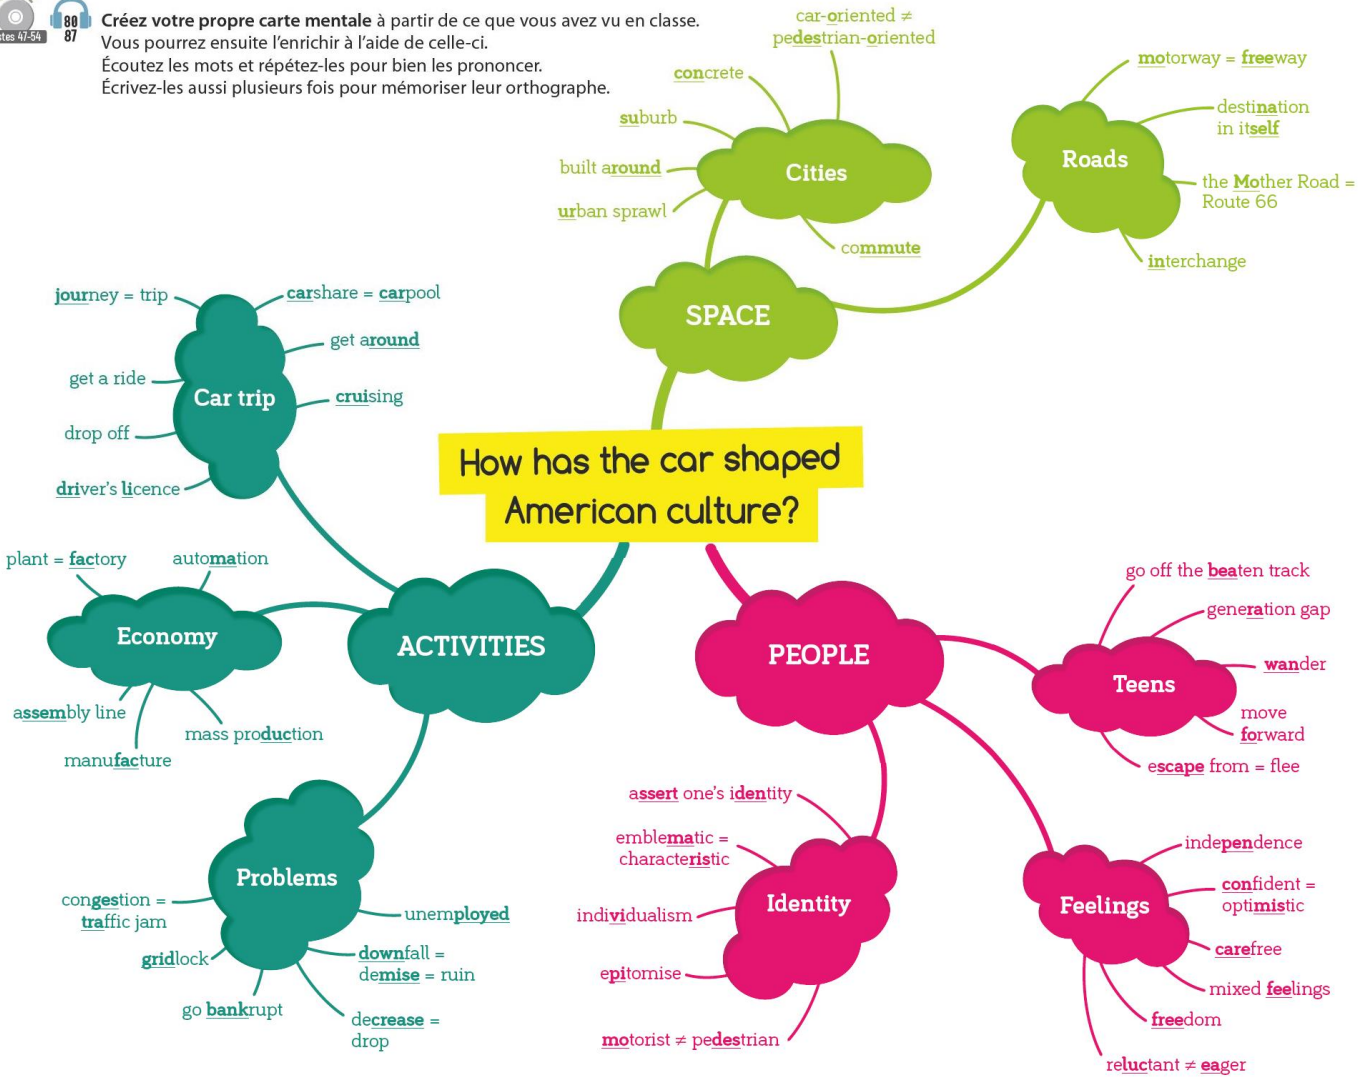 stes 47-54
80
87
Créez votre propre carte mentale à partir de ce que vous avez vu en classe.
Vous pourrez ensuite l'enrichir à l'aide de celle-ci.
Écoutez les mots et répétez-les pour bien les prononcer.
Écrivez-les aussi plusieurs fois pour mémoriser leur orthographe.
How has the car shaped
American culture?
SPACE
Cities
car-oriented ≠
pedestrian-oriented
concrete
suburb
built around
urban sprawl
commute
Roads
motorway = freeway
destination
in itself
the Mother Road =
Route 66
interchange
ACTIVITIES
Car trip
journey = trip
carshare = carpool
get around
get a ride
cruising
drop off
driver's licence
Economy
plant = factory
automation
assembly line
manufacture
mass production
Problems
congestion =
traffic jam
gridlock
go bankrupt
unemployed
downfall =
demise = ruin
decrease =
drop
PEOPLE
Teens
go off the beaten track
generation gap
wander
move
forward
escape from = flee
Identity
assert one's identity
emblematic =
characteristic
individualism
epitomise
motorist ≠ pedestrian
Feelings
independence
confident =
optimistic
carefree
mixed feelings
freedom
reluctant ≠ eager